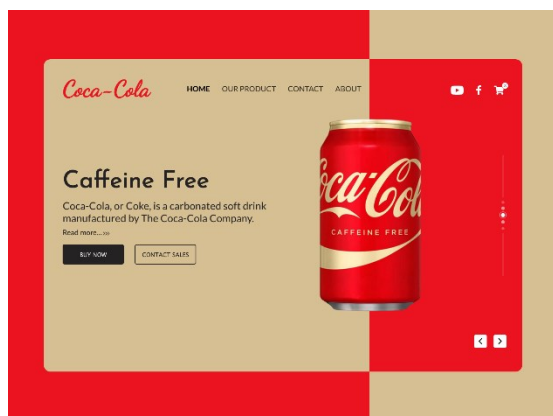 Coca-Cola
HOME OUR PRODUCT CONTACT ABOUT
Caffeine Free
Coca-Cola, or Coke, is a carbonated soft drink
manufactured by The Coca-Cola Company.
Read more...>>
BUY NOW CONTACT SALES
Coca-Cola
CAFFEINE FREE